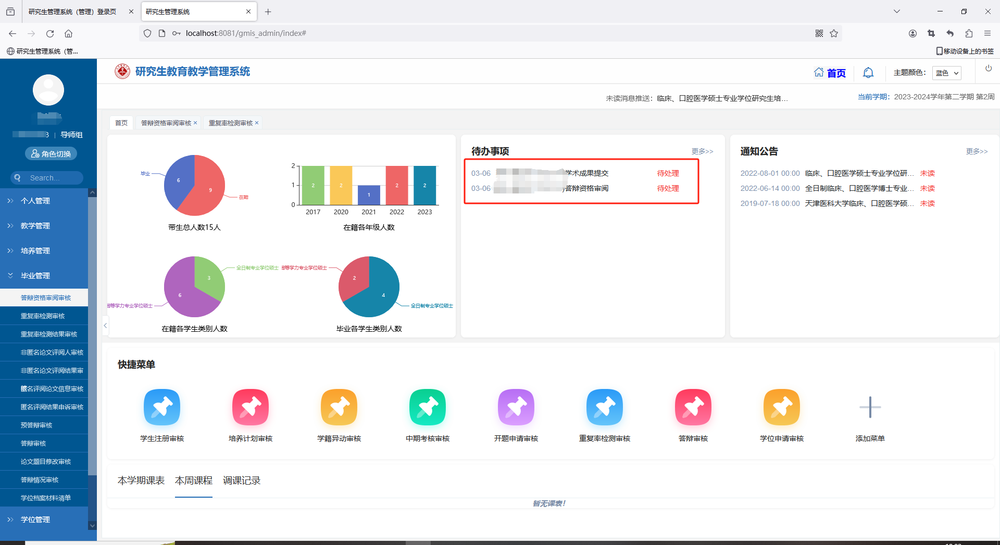 研究生管理系统（管理）登录页
研究生管理系统
localhost:8081/gmis_admin/index#
研究生管理系统（管...
移动设备上的书签
研究生教育教学管理系统
首页
主题颜色：
蓝色
未读消息推送：临床、口腔医学硕士专业学位研究生培...
当前学期：2023-2024学年第二学期 第2周
导师组
角色切换
Search...
个人管理
教学管理
培养管理
毕业管理
答辩资格审阅审核
重复率检测审核
重复率检测结果审核
非匿名论文评阅人审核
非匿名论文评阅结果审
匿名评阅论文信息审核
匿名评阅结果申诉审核
预答辩审核
答辩审核
论文题目修改审核
答辩情况审核
学位档案材料清单
学位管理
首页
答辩资格审阅审核
重复率检测审核
毕业
6
9
在籍
带生总人数15人
2
1
0
2
2
1
2
2
2017 2020 2021 2022 2023
在籍各年级人数
3
全日制专业学位硕士
6
等学力专业学位硕士
在籍各学生类别人数
等学力专业学位硕士
2
4
全日制专业学位硕士
毕业各学生类别人数
待办事项
更多>>
03-06 学术成果提交 待处理
03-06 答辩资格审阅 待处理
通知公告
更多>>
2022-08-01 00:00 临床、口腔医学硕士专业学位研... 未读
2022-06-14 00:00 全日制临床、口腔医学博士专业... 未读
2019-07-18 00:00 天津医科大学临床、口腔医学硕... 未读
快捷菜单
学生注册审核
培养计划审核
学籍异动审核
中期考核审核
开题申请审核
重复率检测审核
答辩审核
学位申请审核
添加菜单
本学期课表
本周课程
调课记录
暂无课表！